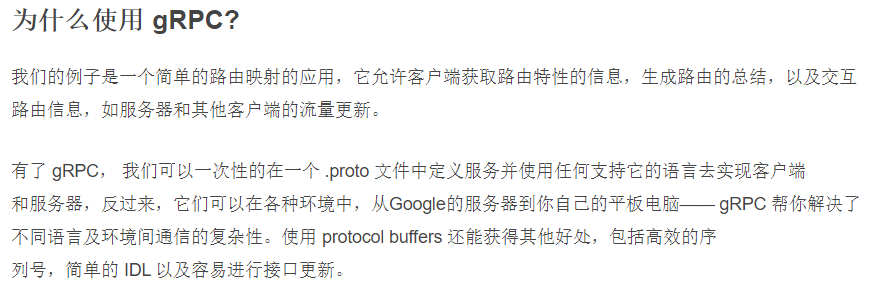 为什么使用 gRPC?
我们的例子是一个简单的路由映射的应用，它允许客户端获取路由特性的信息，生成路由的总结，以及交互
路由信息，如服务器和其他客户端的流量更新。
有了 gRPC， 我们可以一次性的在一个 .proto 文件中定义服务并使用任何支持它的语言去实现客户端
和服务器，反过来，它们可以在各种环境中，从Google的服务器到你自己的平板电脑—— gRPC 帮你解决了
不同语言及环境间通信的复杂性。使用 protocol buffers 还能获得其他好处，包括高效的序
列号，简单的 IDL 以及容易进行接口更新。